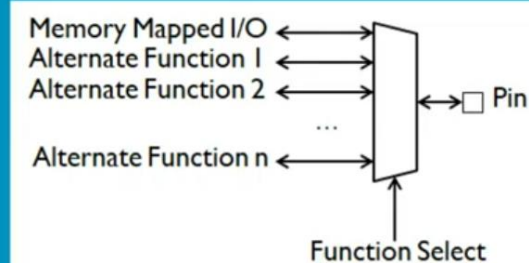 Memory Mapped I/O
Alternate Function 1
Alternate Function 2
Pin
...
Alternate Function n
Function Select